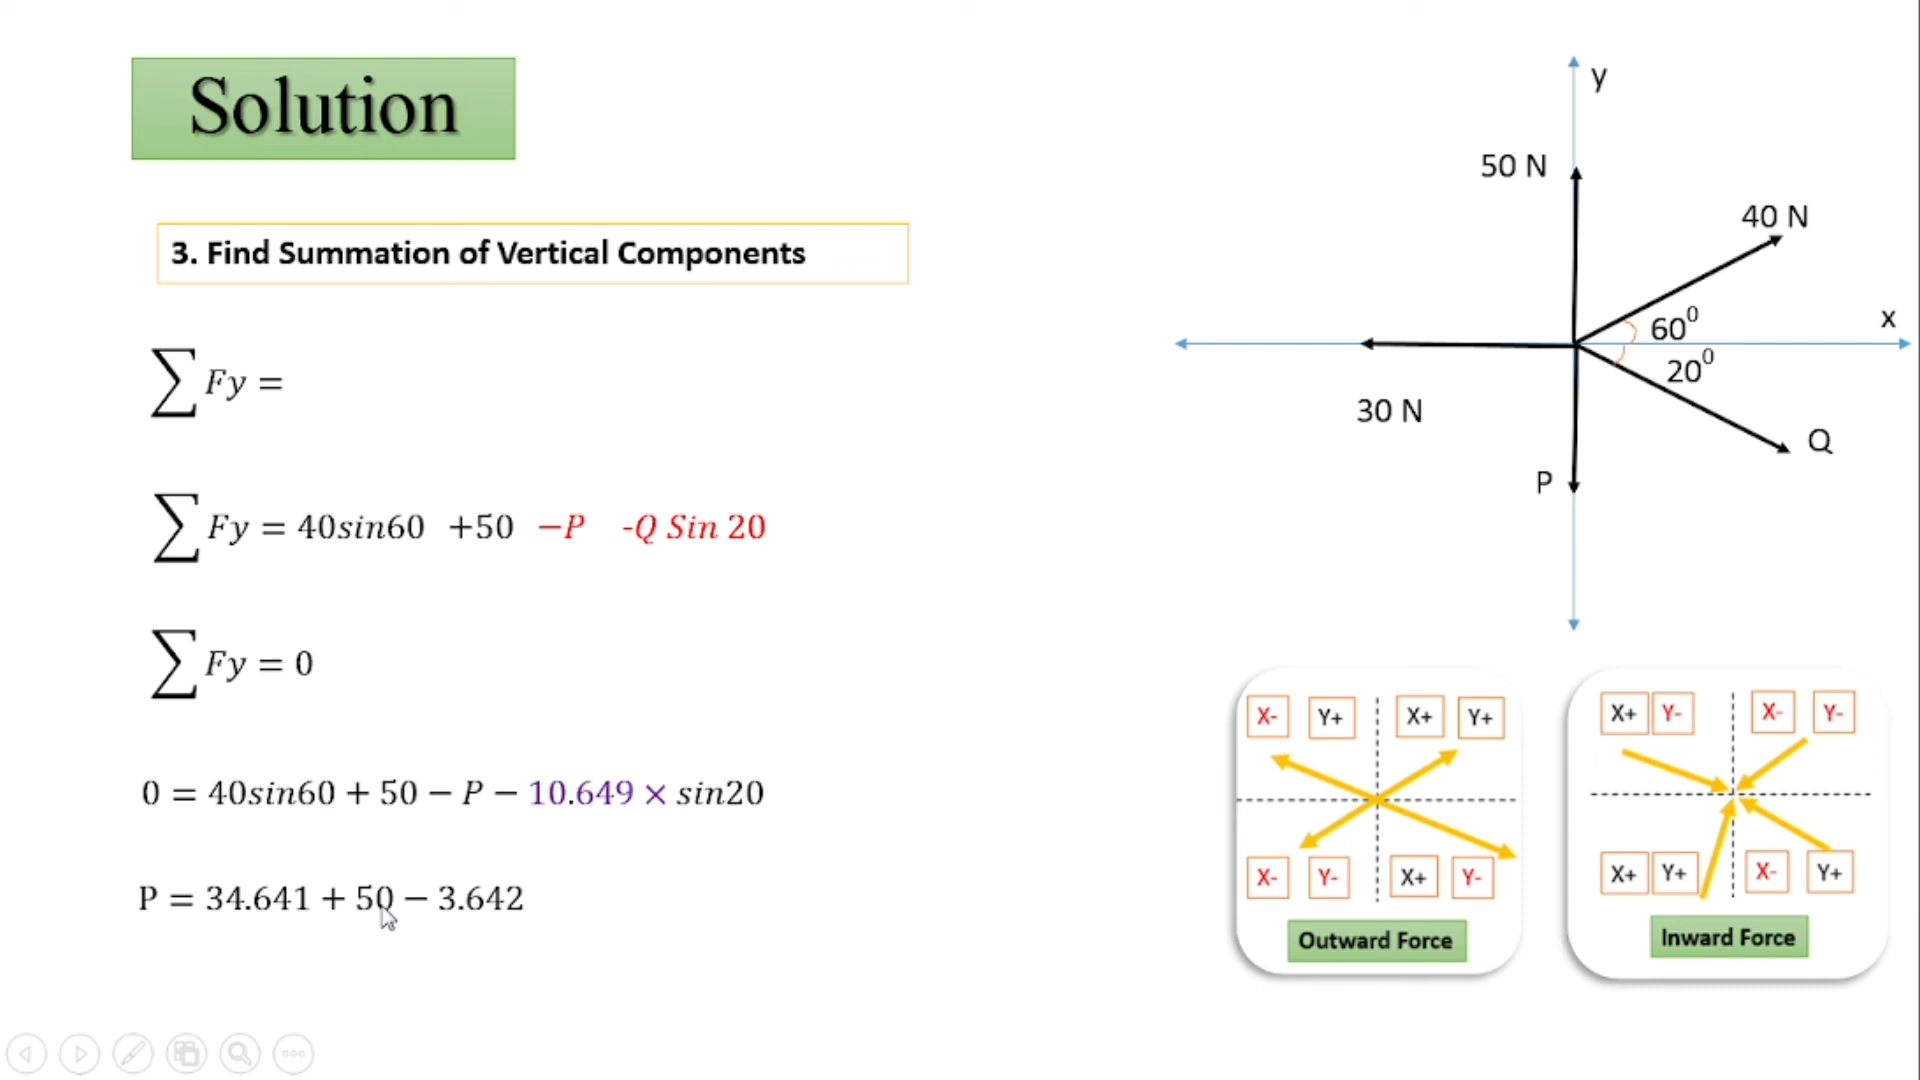 Solution
3. Find Summation of Vertical Components
∑ Fy =
∑ Fy = 40sin60 +50 −P -Q Sin 20
∑ Fy = 0
0 = 40sin60 + 50 − P − 10.649 × sin20
P = 34.641 + 50 − 3.642
y
50 N
40 N
60⁰
x
20⁰
30 N
Q
P
X- Y+ X+ Y+
X- Y- X+ Y-
Outward Force
X+ Y- X- Y-
X+ Y+ X- Y+
Inward Force